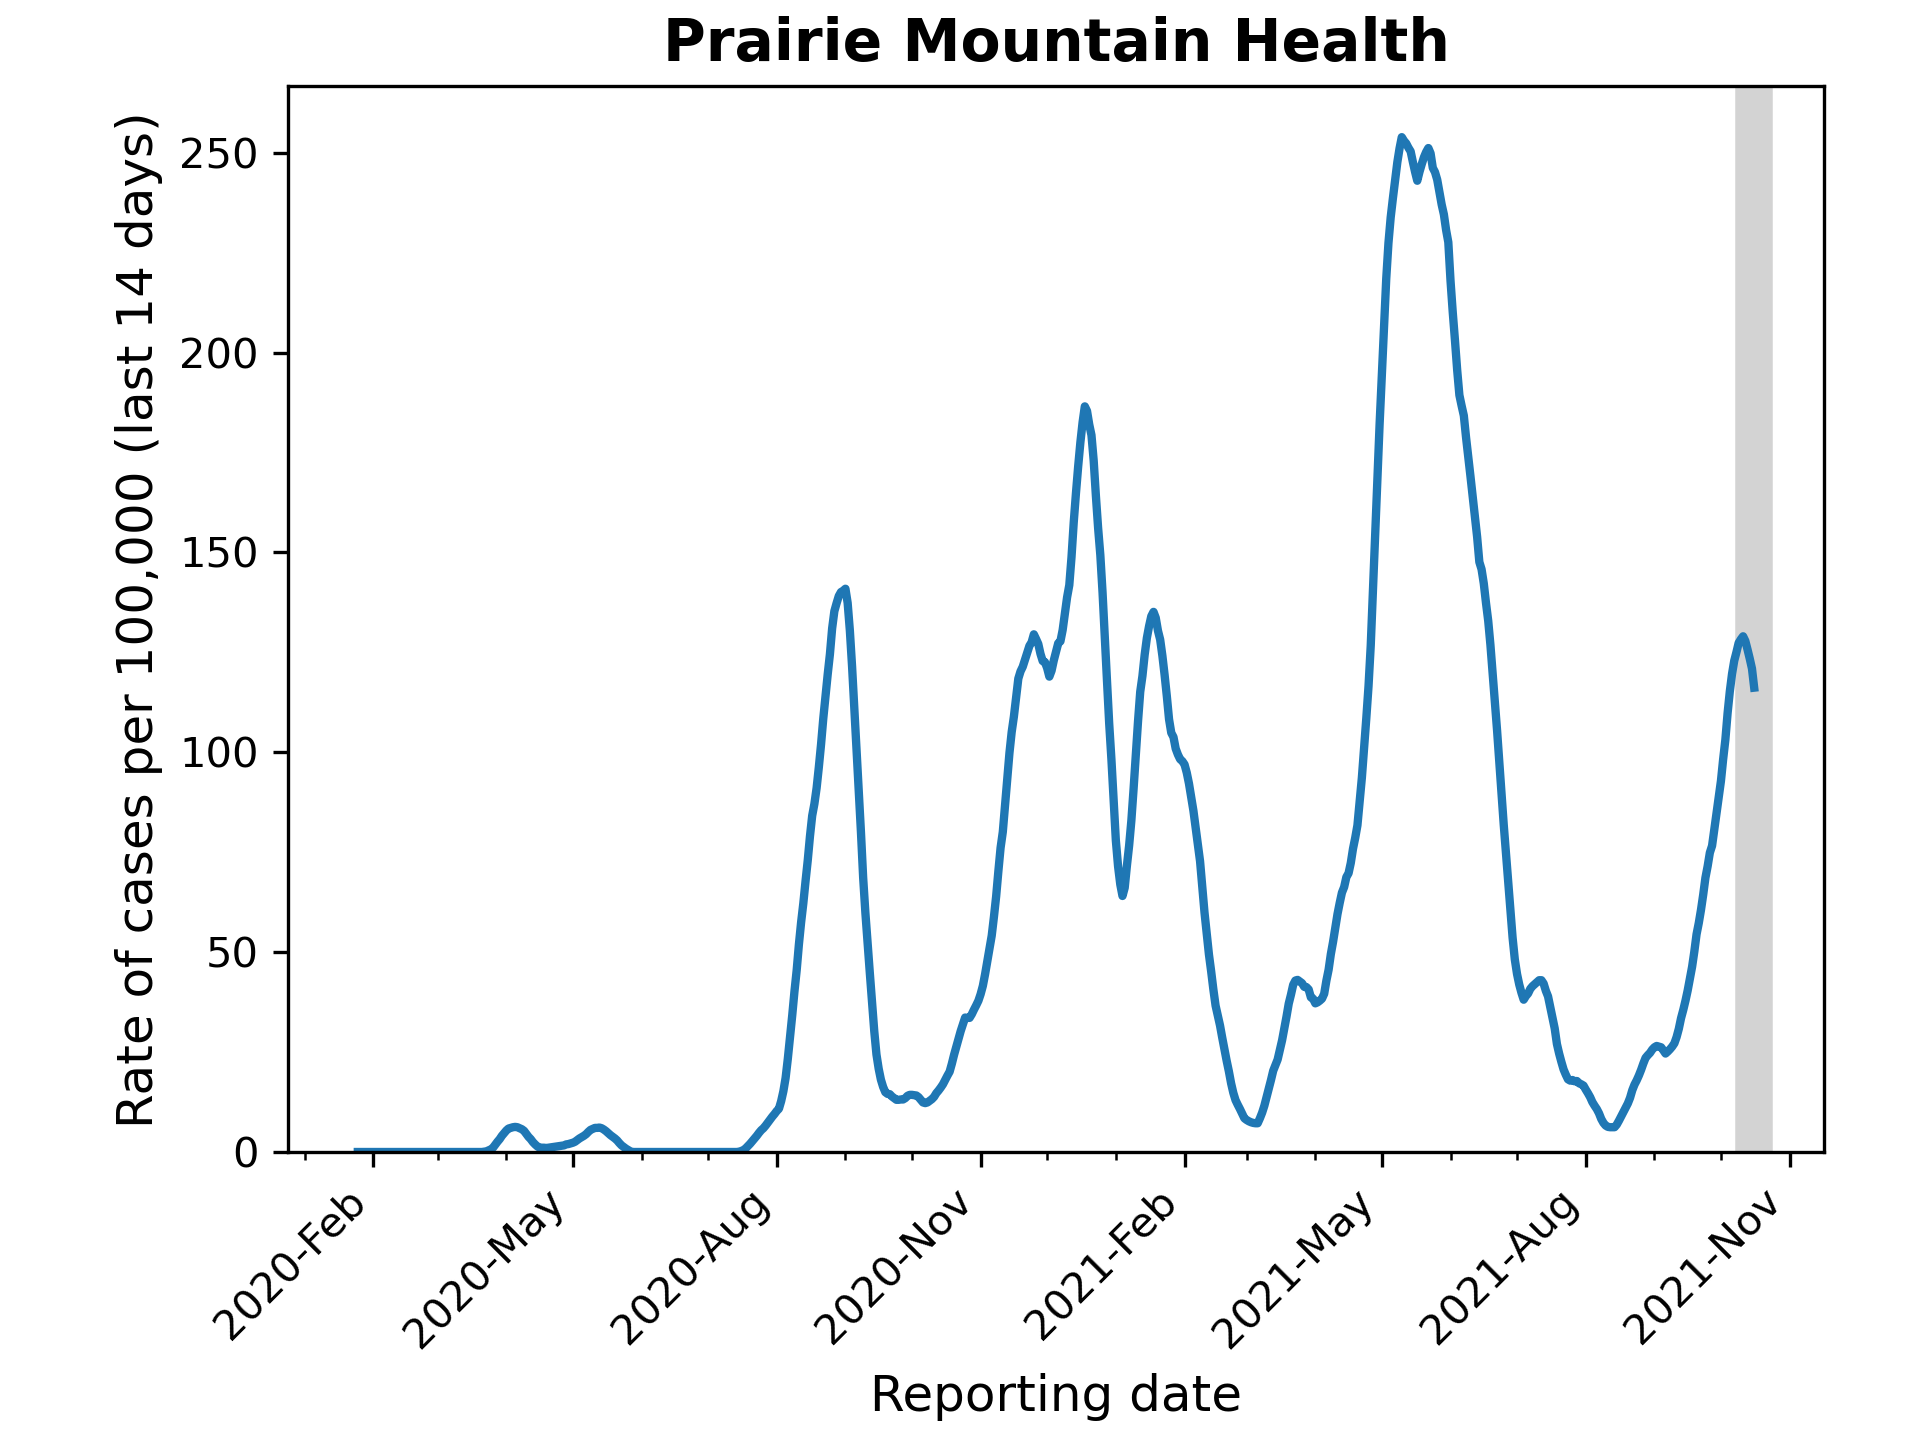 Prairie Mountain Health
Rate of cases per 100,000 (last 14 days)
250
200
150
100
50
0
2020-Feb
2020-May
2020-Aug
2020-Nov
2021-Feb
2021-May
2021-Aug
2021-Nov
Reporting date